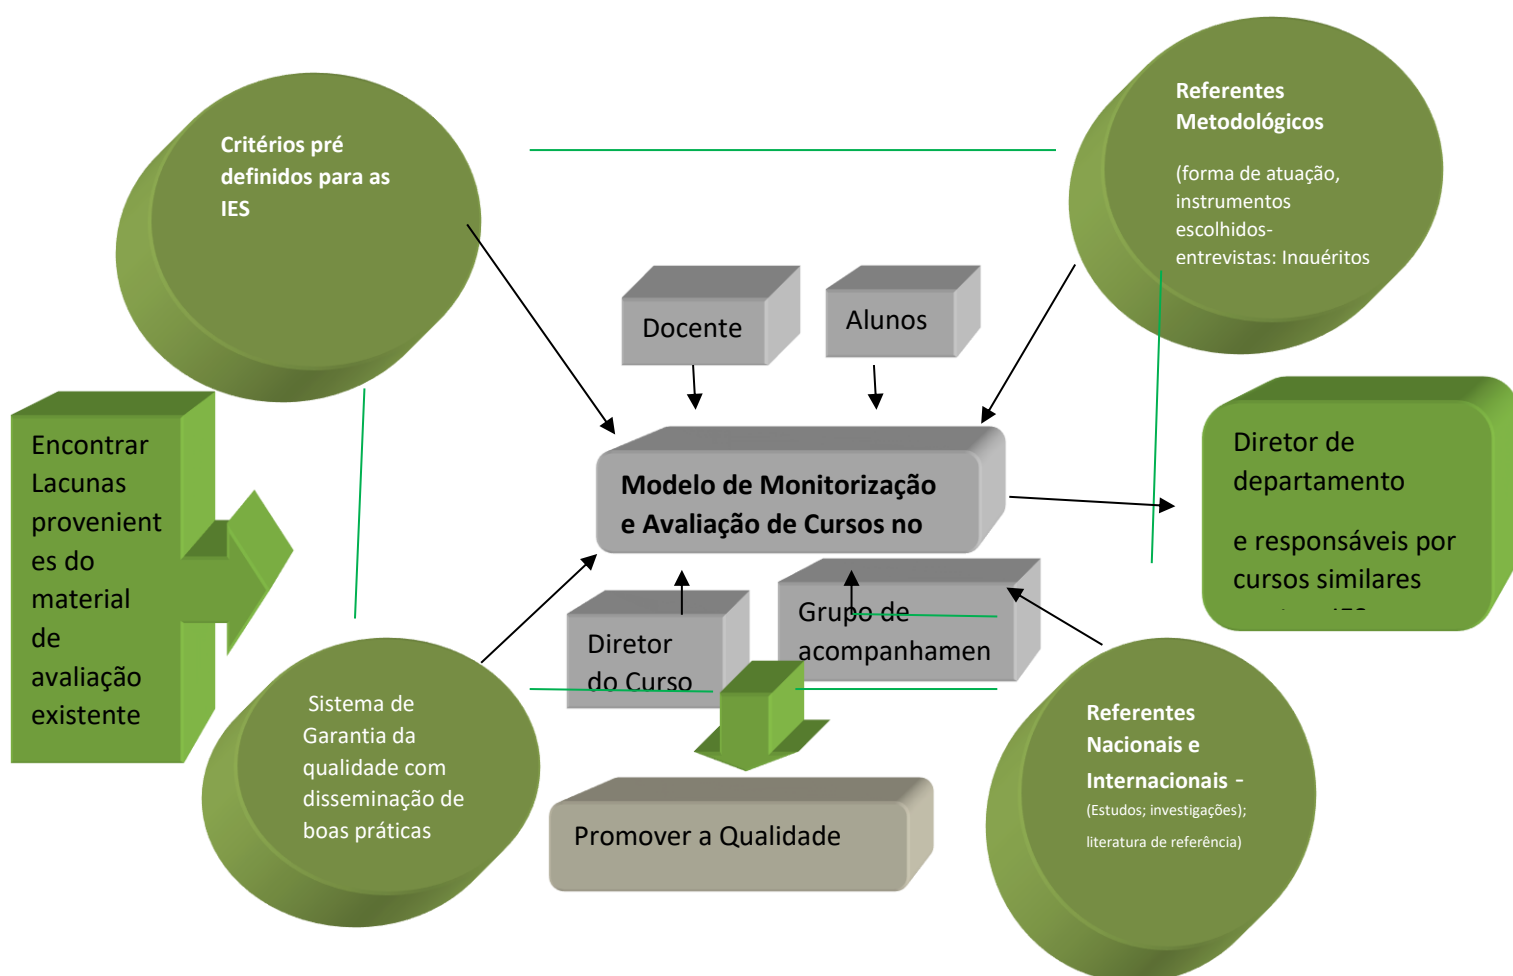 Critérios pré
definidos para as
IES
Referentes
Metodológicos
(forma de atuação,
instrumentos
escolhidos-
entrevistas: Inquéritos
Docente
Alunos
Encontrar
Lacunas
provenient
es do
material
de
avaliação
existente
Modelo de Monitorização
e Avaliação de Cursos no
Diretor de
departamento
e responsáveis por
cursos similares
Diretor
do Curso
Grupo de
acompanhamen
Sistema de
Garantia da
qualidade com
disseminação de
boas práticas
Referentes
Nacionais e
Internacionais -
(Estudos; investigações);
literatura de referência)
Promover a Qualidade